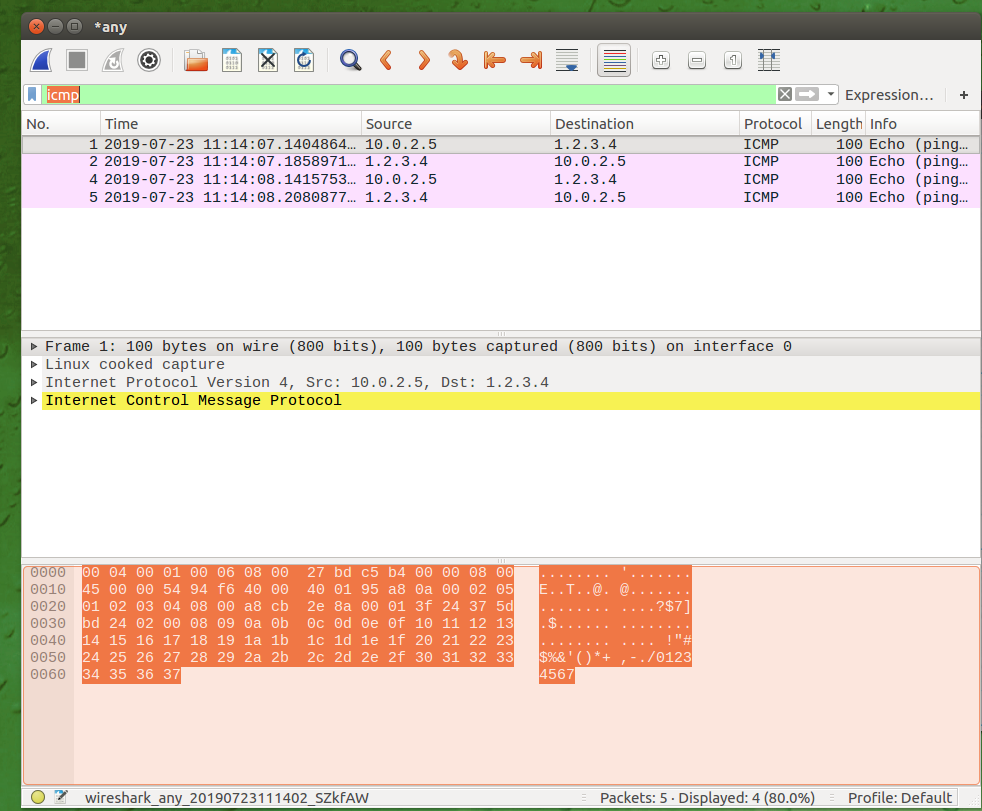 *any
icmp
Expression…
+
No. Time Source Destination Protocol Length Info
1 2019-07-23 11:14:07.1404864… 10.0.2.5 1.2.3.4 ICMP 100 Echo (ping…
2 2019-07-23 11:14:07.1858971… 1.2.3.4 10.0.2.5 ICMP 100 Echo (ping…
4 2019-07-23 11:14:08.1415753… 10.0.2.5 1.2.3.4 ICMP 100 Echo (ping…
5 2019-07-23 11:14:08.2080877… 1.2.3.4 10.0.2.5 ICMP 100 Echo (ping…
Frame 1: 100 bytes on wire (800 bits), 100 bytes captured (800 bits) on interface 0
Linux cooked capture
Internet Protocol Version 4, Src: 10.0.2.5, Dst: 1.2.3.4
Internet Control Message Protocol
0000 00 04 00 01 00 06 08 00 27 bd c5 b4 00 00 08 00 ........ '.......
0010 45 00 00 54 94 f6 40 00 40 01 95 a8 0a 00 02 05 E..T..@. @.......
0020 01 02 03 04 08 00 a8 cb 2e 8a 00 01 3f 24 37 5d ........ ....?$7]
0030 bd 24 02 00 08 09 0a 0b 0c 0d 0e 0f 10 11 12 13 .$...... ........
0040 14 15 16 17 18 19 1a 1b 1c 1d 1e 1f 20 21 22 23 ........ .... !"#
0050 24 25 26 27 28 29 2a 2b 2c 2d 2e 2f 30 31 32 33 $%&'()*+ ,-./0123
0060 34 35 36 37 4567
wireshark_any_20190723111402_SZkfAW Packets: 5 · Displayed: 4 (80.0%) Profile: Default